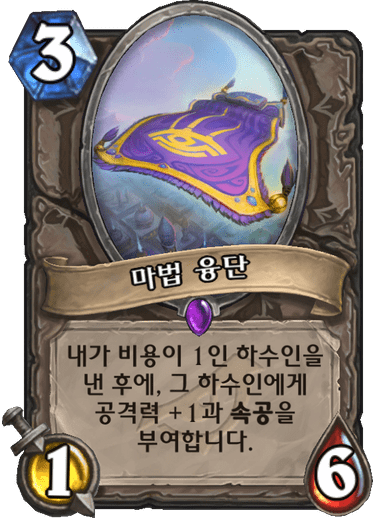 3
마법 융단
내가 비용이 1인 하수인을
낸 후에, 그 하수인에게
공격력 +1과 속공을
부여합니다.
1
6